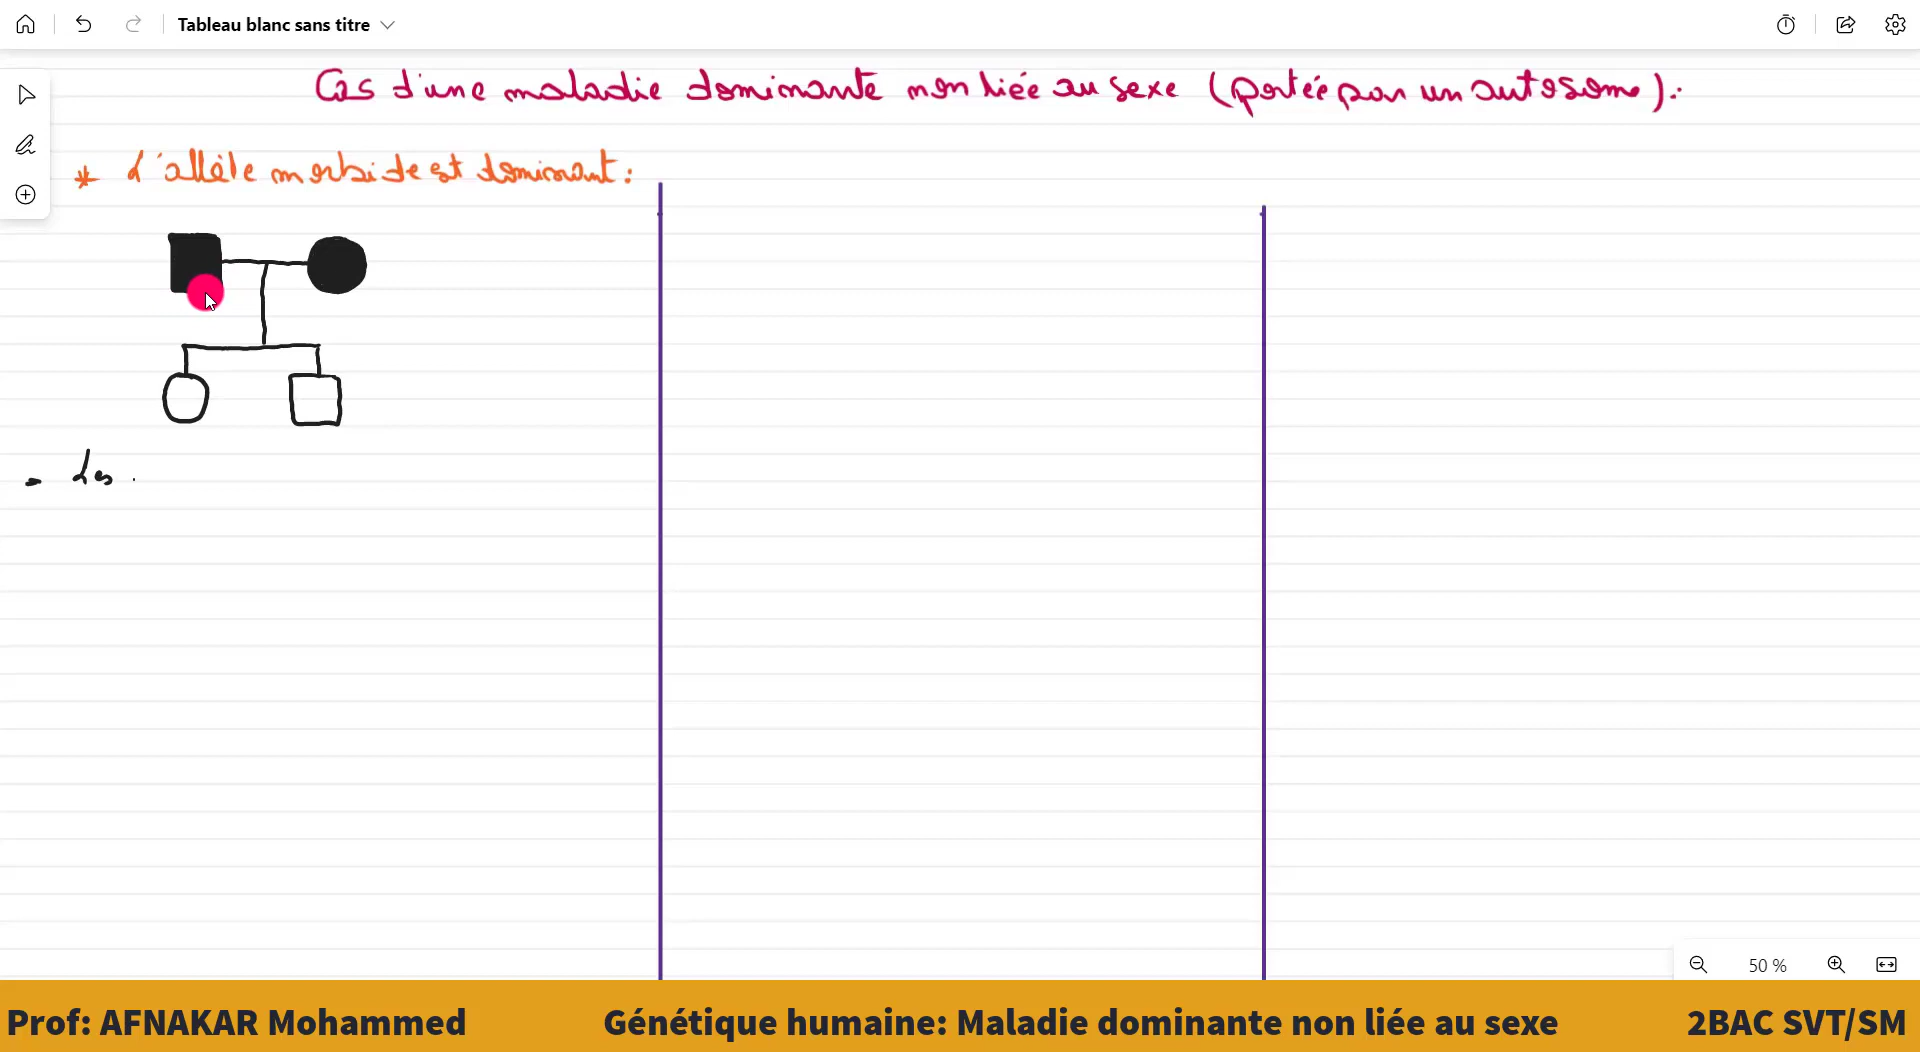 Tableau blanc sans titre
Cas d'une maladie dominante non liée au sexe (portée par un autosome).
* L'allèle morbide est dominant:
- Les
50 %
Prof: AFNAKAR Mohammed
Génétique humaine: Maladie dominante non liée au sexe
2BAC SVT/SM